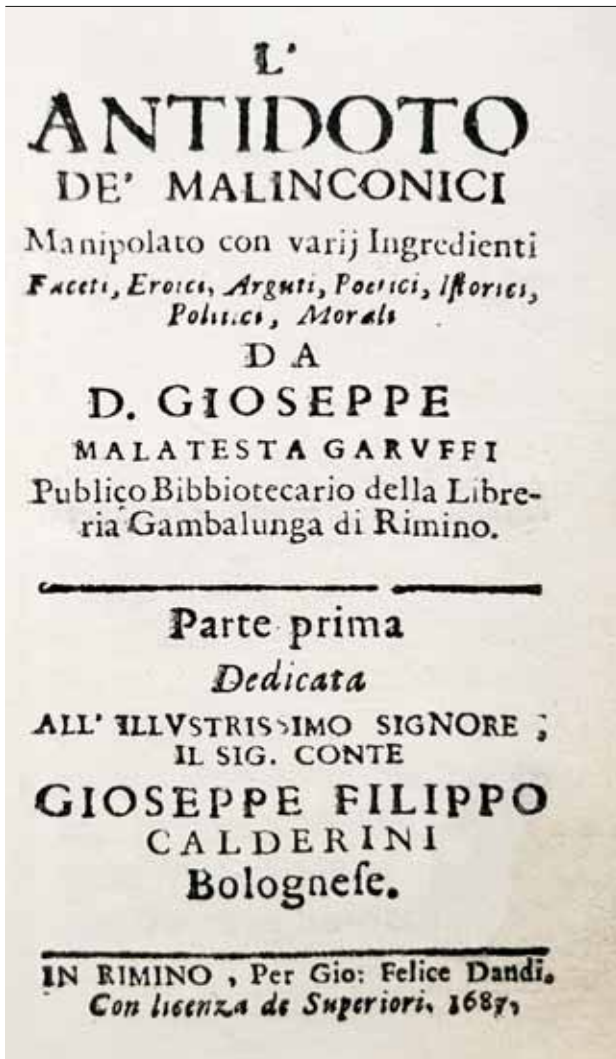 L'
ANTIDOTO
DE' MALINCONICI
Manipolato con varij Ingredienti
Faceti, Eroici, Arguti, Poetici, Iſtorici,
Politici, Morali
DA
D. GIOSEPPE
MALATESTA GARVFFI
Publico Bibbiotecario della Libre-
ria Gambalunga di Rimino.
Parte prima
Dedicata
ALL' ILLVSTRISSIMO SIGNORE;
IL SIG. CONTE
GIOSEPPE FILIPPO
CALDERINI
Bologneſe.
IN RIMINO, Per Gio: Felice Dandi.
Con licenza de Superiori. 1687.